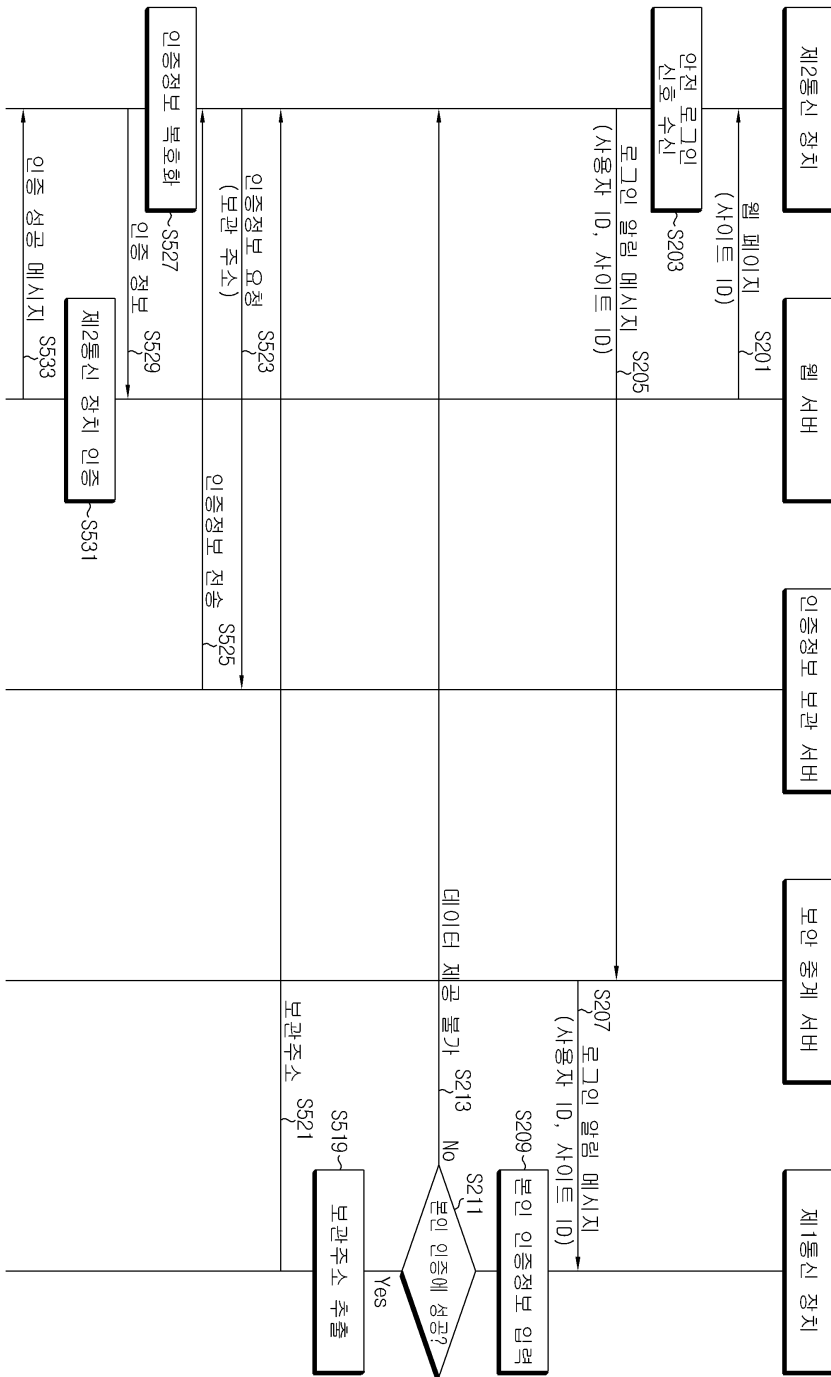 제2통신 장치
웹 서버
인증정보 보관 서버
보안 중계 서버
제1통신 장치
웹 페이지
(사이트 ID)
S201
안전 로그인
신호 수신
S203
로그인 알림 메시지
(사용자 ID, 사이트 ID)
S205
S207
로그인 알림 메시지
(사용자 ID, 사이트 ID)
S209
본인 인증정보 입력
S211
본인 인증에 성공?
No
Yes
데이터 제공 불가
S213
S519
보관주소 추출
보관주소
S521
인증정보 요청
(보관 주소)
S523
인증정보 전송
S525
인증정보 복호화
S527
인증 정보
S529
제2통신 장치 인증
S531
인증 성공 메시지
S533